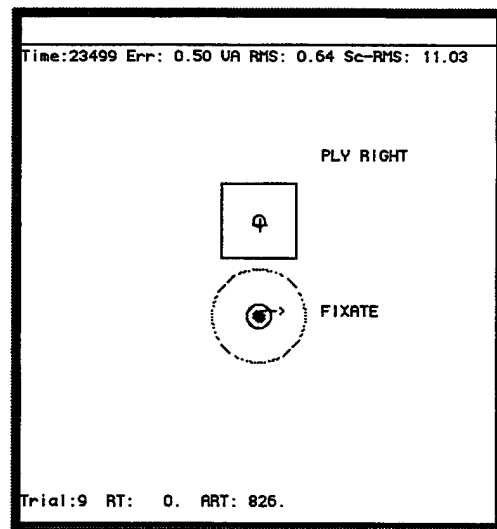 Time:23499 Err: 0.50 VA RMS: 0.64 Sc-RMS: 11.03
PLY RIGHT
FIXATE
Trial:9 RT: 0. ART: 826.